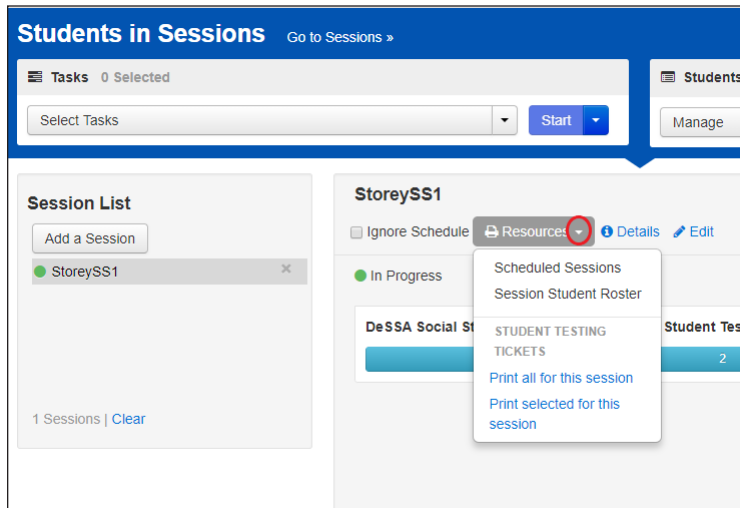 Students in Sessions Go to Sessions »
Tasks 0 Selected
Students
Select Tasks
Start
Manage
Session List
Add a Session
StoreySS1
1 Sessions | Clear
StoreySS1
Ignore Schedule Resources Details Edit
In Progress
Scheduled Sessions
Session Student Roster
STUDENT TESTING
TICKETS
Print all for this session
Print selected for this
session
DeSSA Social St
Student Tes
2